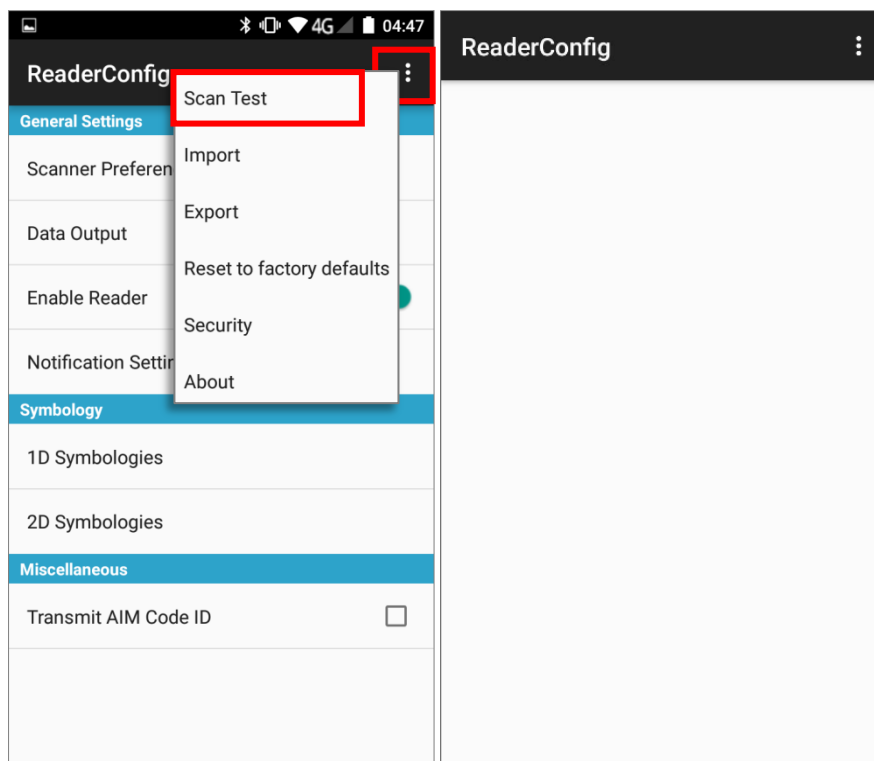 4G 04:47
ReaderConfig
Scan Test
Import
Export
Reset to factory defaults
Security
About
General Settings
Scanner Preferen
Data Output
Enable Reader
Notification Settin
Symbology
1D Symbologies
2D Symbologies
Miscellaneous
Transmit AIM Code ID
ReaderConfig